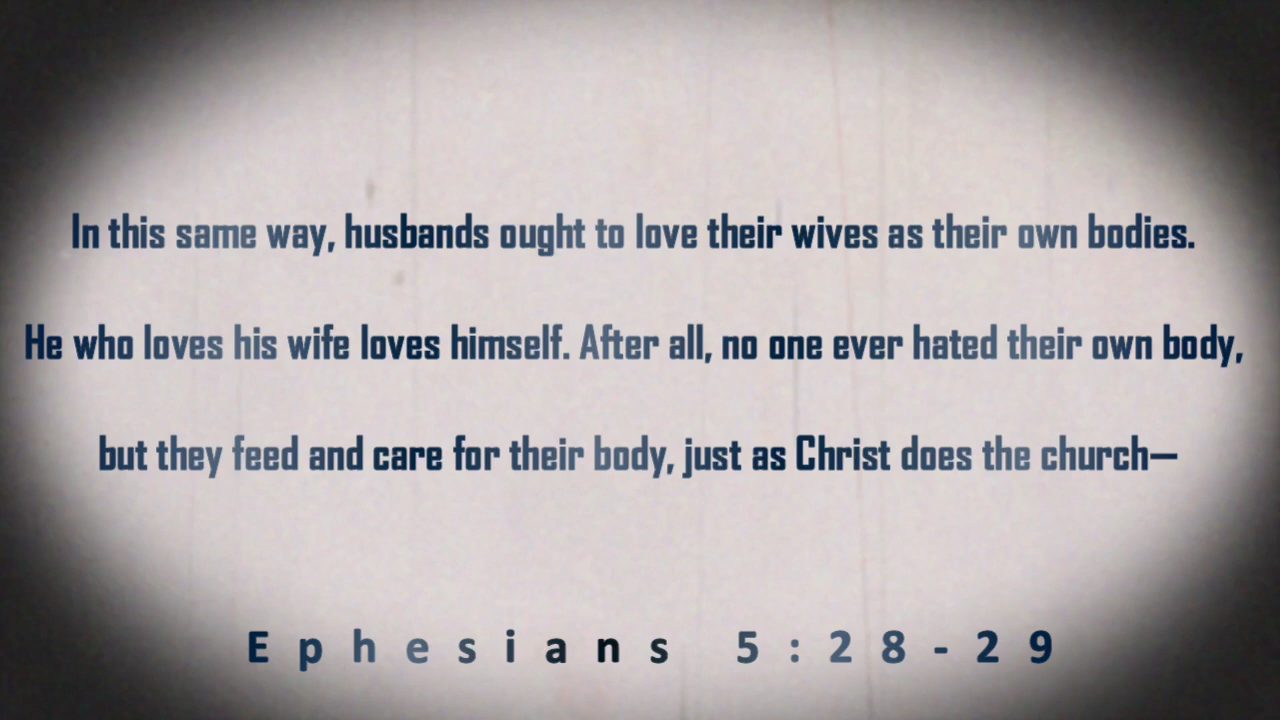 In this same way, husbands ought to love their wives as their own bodies.
He who loves his wife loves himself. After all, no one ever hated their own body,
but they feed and care for their body, just as Christ does the church—
Ephesians 5:28-29